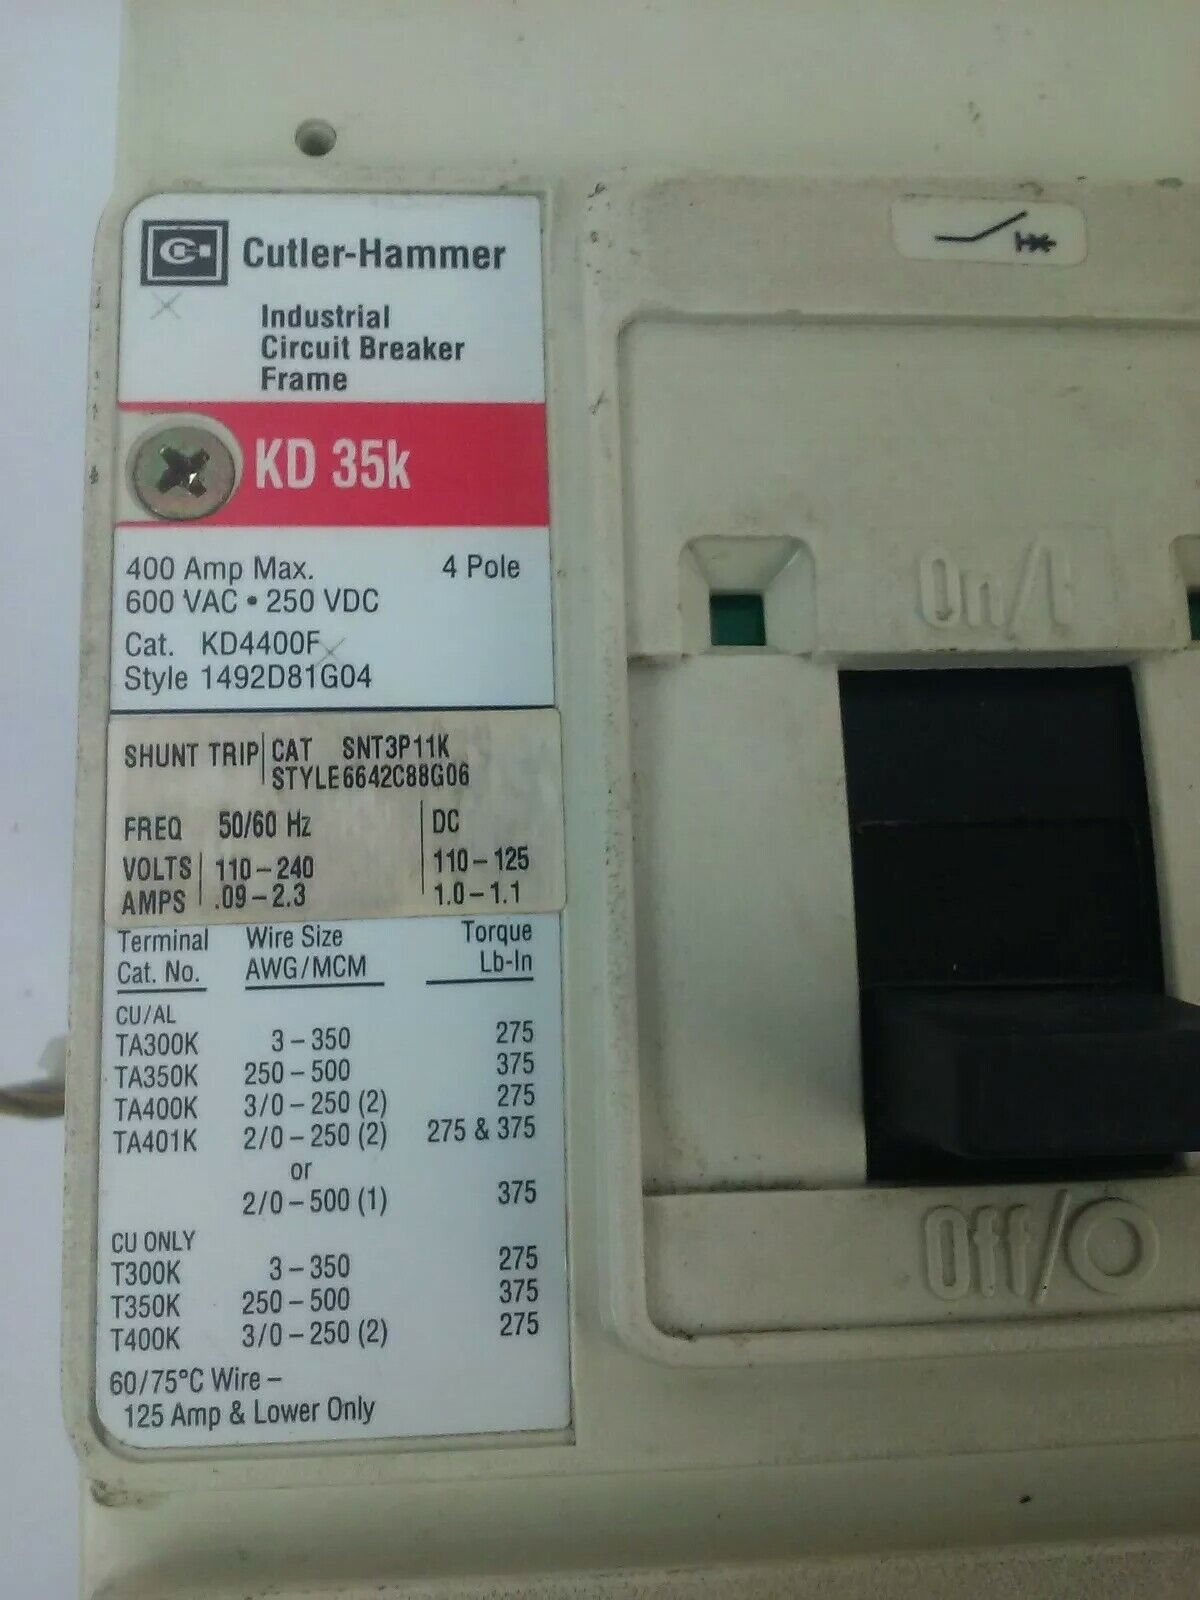 Cutler-Hammer
Industrial
Circuit Breaker
Frame
KD 35k
400 Amp Max. 4 Pole
600 VAC • 250 VDC
Cat. KD4400F
Style 1492D81G04
SHUNT TRIP CAT SNT3P11K
STYLE 6642C88G06
FREQ 50/60 Hz DC
VOLTS 110-240 110-125
AMPS .09-2.3 1.0-1.1
Terminal Wire Size Torque
Cat. No. AWG/MCM Lb-In
CU/AL
TA300K 3-350 275
TA350K 250-500 375
TA400K 3/0-250 (2) 275
TA401K 2/0-250 (2) 275 & 375
or
2/0-500 (1) 375
CU ONLY
T300K 3-350 275
T350K 250-500 375
T400K 3/0-250 (2) 275
60/75°C Wire -
125 Amp & Lower Only
On/I
Off/O